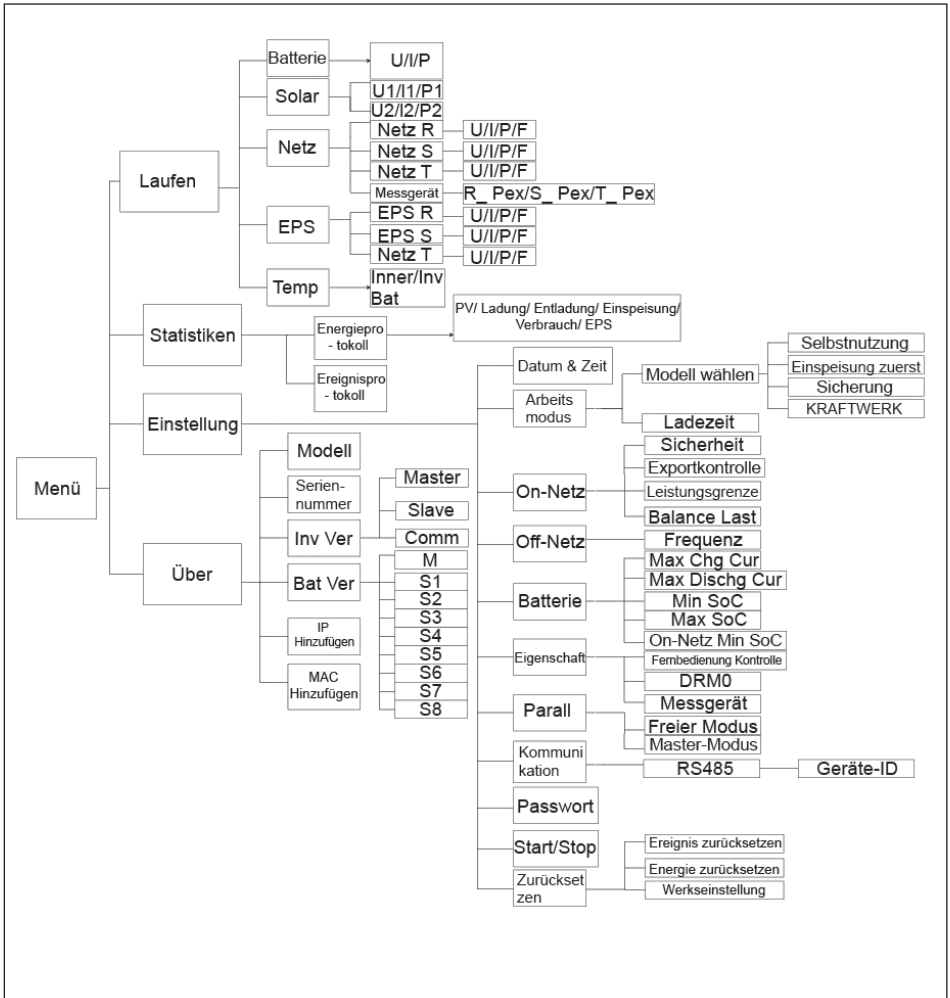 Menü
Laufen
Batterie
U/I/P
Solar
U1/I1/P1
U2/I2/P2
Netz
Netz R
U/I/P/F
Netz S
U/I/P/F
Netz T
U/I/P/F
Messgerät
R_ Pex/S_ Pex/T_ Pex
EPS
EPS R
U/I/P/F
EPS S
U/I/P/F
Netz T
U/I/P/F
Temp
Inner/Inv
Bat
Statistiken
Energiepro
- tokoll
PV/ Ladung/ Entladung/ Einspeisung/
Verbrauch/ EPS
Ereignispro
- tokoll
Einstellung
Datum & Zeit
Arbeits
modus
Modell wählen
Selbstnutzung
Einspeisung zuerst
Sicherung
KRAFTWERK
Ladezeit
On-Netz
Sicherheit
Exportkontrolle
Leistungsgrenze
Balance Last
Off-Netz
Frequenz
Batterie
Max Chg Cur
Max Dischg Cur
Min SoC
Max SoC
On-Netz Min SoC
Eigenschaft
Fernbedienung Kontrolle
DRM0
Messgerät
Parall
Freier Modus
Master-Modus
Kommuni
kation
RS485
Geräte-ID
Passwort
Start/Stop
Zurückset
zen
Ereignis zurücksetzen
Energie zurücksetzen
Werkseinstellung
Über
Modell
Serien-
nummer
Inv Ver
Master
Slave
Comm
Bat Ver
M
S1
S2
S3
S4
S5
S6
S7
S8
IP
Hinzufügen
MAC
Hinzufügen